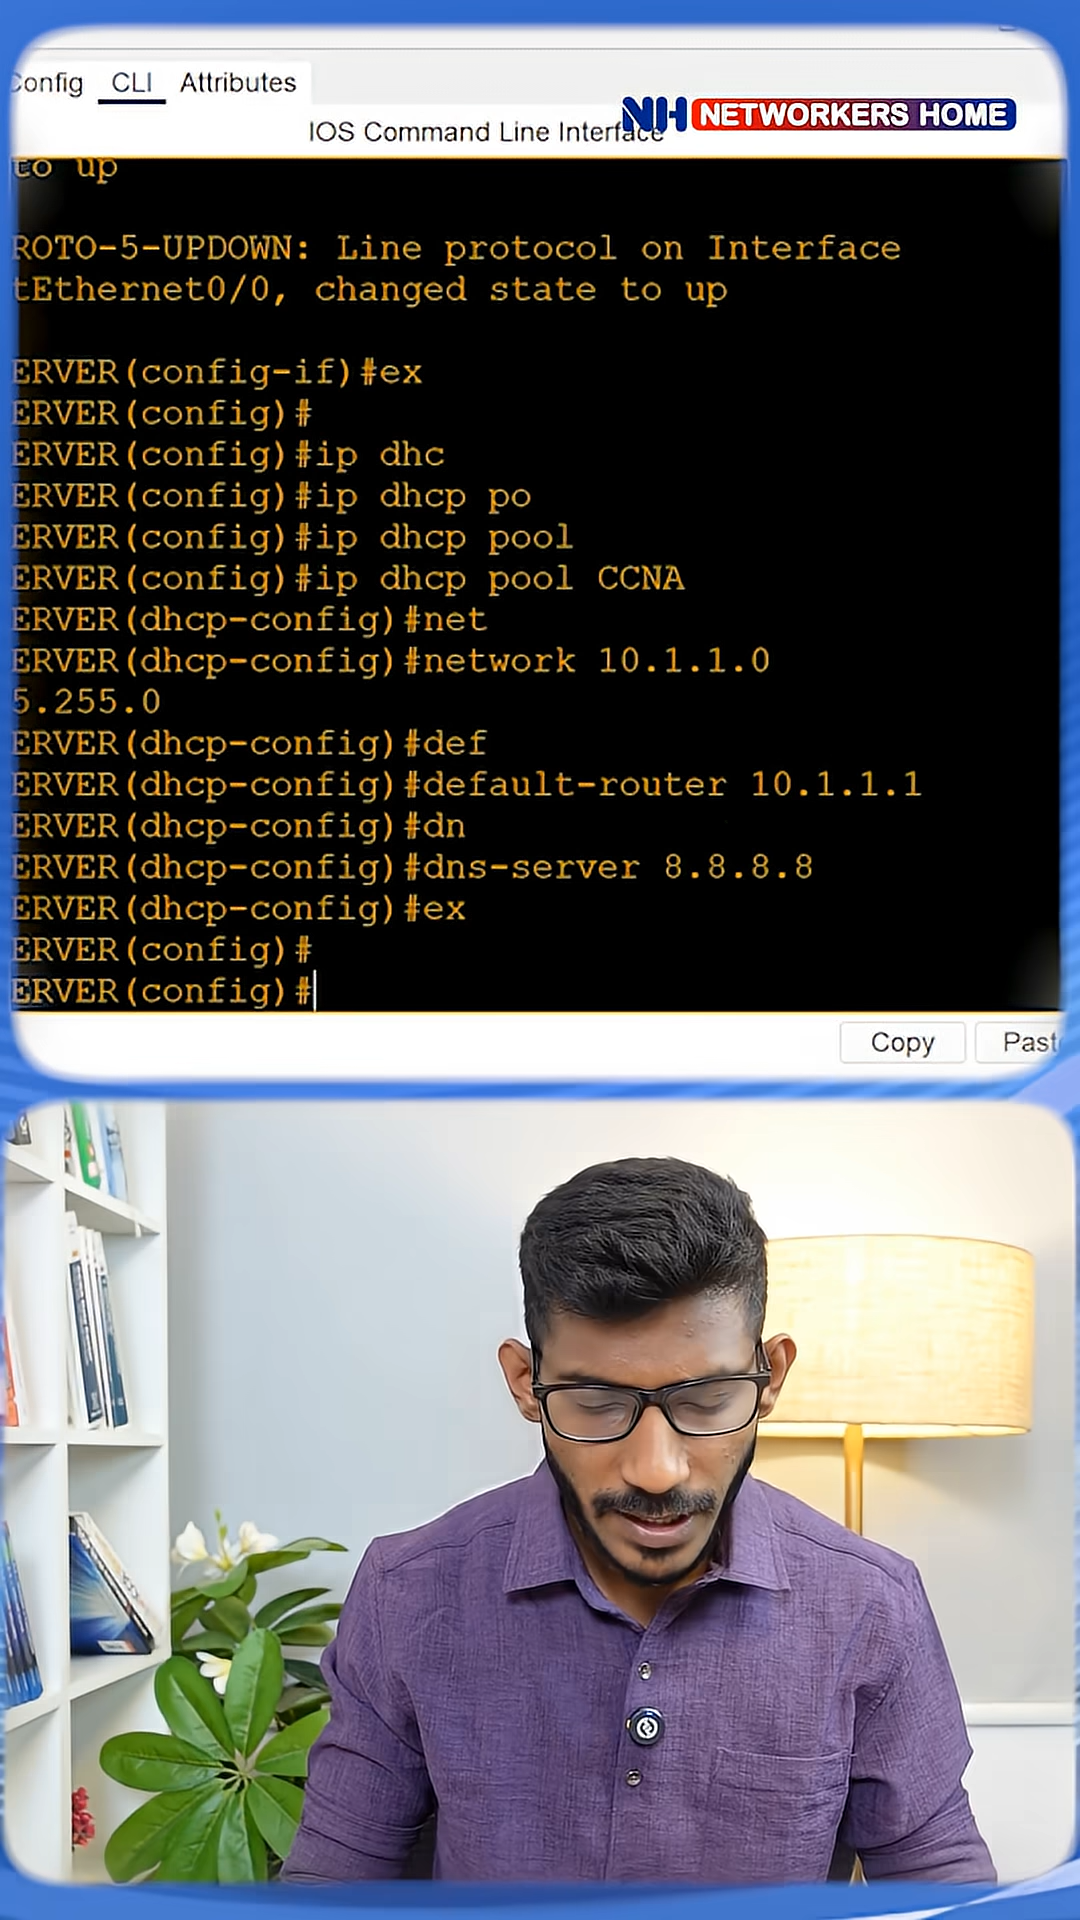 Config CLI Attributes
NH NETWORKERS HOME
IOS Command Line Interface
to up
ROTO-5-UPDOWN: Line protocol on Interface
tEthernet0/0, changed state to up
ERVER(config-if)#ex
ERVER(config)#
ERVER(config)#ip dhc
ERVER(config)#ip dhcp po
ERVER(config)#ip dhcp pool
ERVER(config)#ip dhcp pool CCNA
ERVER(dhcp-config)#net
ERVER(dhcp-config)#network 10.1.1.0
5.255.0
ERVER(dhcp-config)#def
ERVER(dhcp-config)#default-router 10.1.1.1
ERVER(dhcp-config)#dn
ERVER(dhcp-config)#dns-server 8.8.8.8
ERVER(dhcp-config)#ex
ERVER(config)#
ERVER(config)#
Copy Past